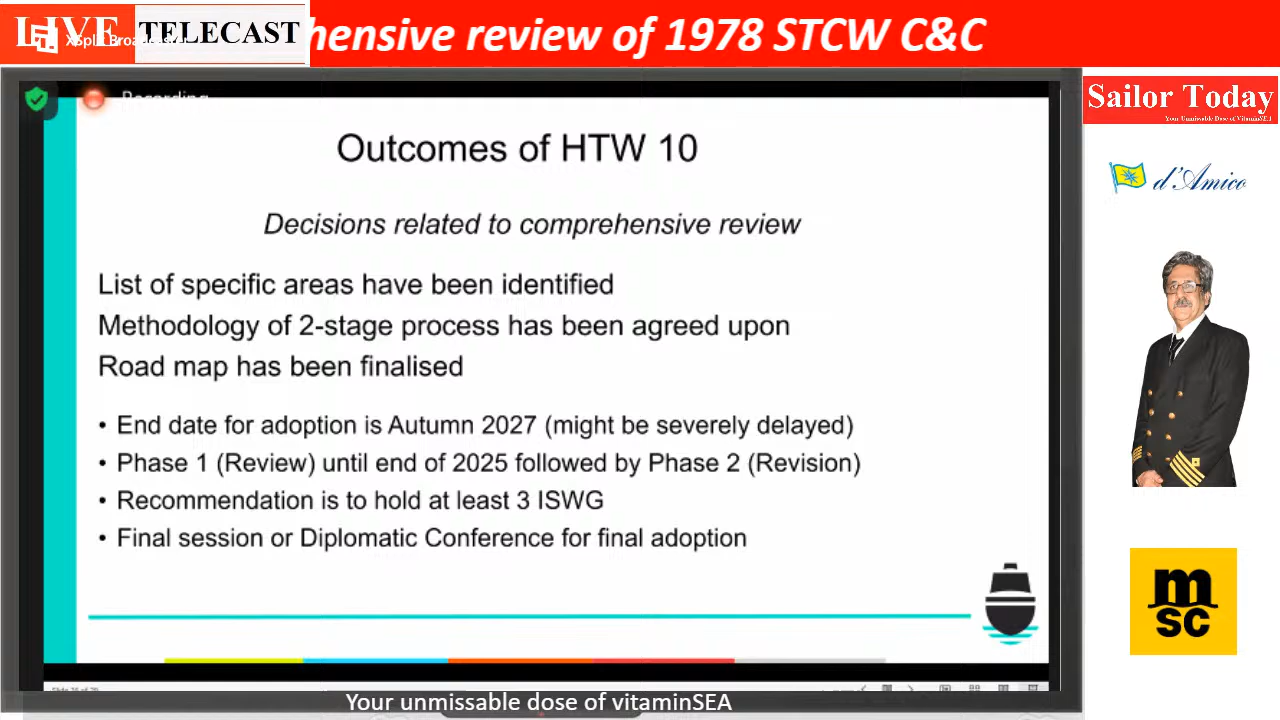 LIVE TELECAST
XSplit Broadcaster
hensive review of 1978 STCW C&C
Sailor Today
Your Unmissable Dose of VitaminSEA
Recording
Outcomes of HTW 10
Decisions related to comprehensive review
List of specific areas have been identified
Methodology of 2-stage process has been agreed upon
Road map has been finalised
• End date for adoption is Autumn 2027 (might be severely delayed)
• Phase 1 (Review) until end of 2025 followed by Phase 2 (Revision)
• Recommendation is to hold at least 3 ISWG
• Final session or Diplomatic Conference for final adoption
d'Amico
msc
Your unmissable dose of vitaminSEA